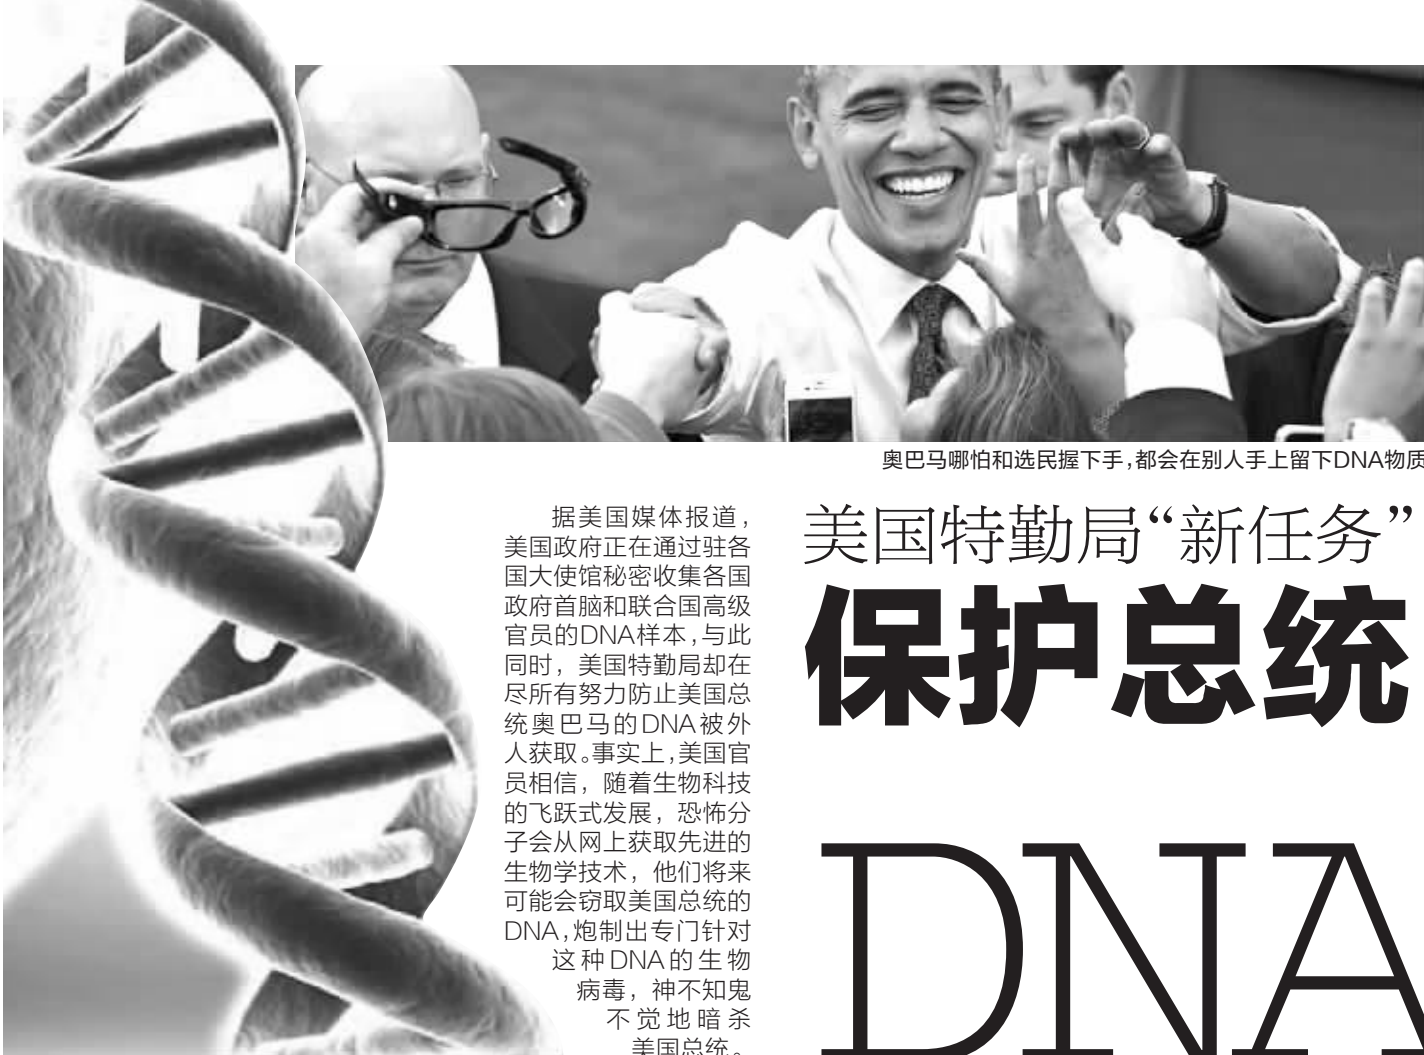 奥巴马哪怕和选民握下手，都会在别人手上留下DNA物质
美国特勤局“新任务”
保护总统
DNA
据美国媒体报道，
美国政府正在通过驻各
国大使馆秘密收集各国
政府首脑和联合国高级
官员的DNA样本，与此
同时，美国特勤局却在
尽所有努力防止美国总
统奥巴马的DNA被外
人获取。事实上，美国官
员相信，随着生物科技
的飞跃式发展，恐怖分
子会从网上获取先进的
生物学技术，他们将来
可能会窃取美国总统的
DNA，炮制出专门针对
这种DNA的生物
病毒，神不知鬼
不觉地暗杀
美国总统。